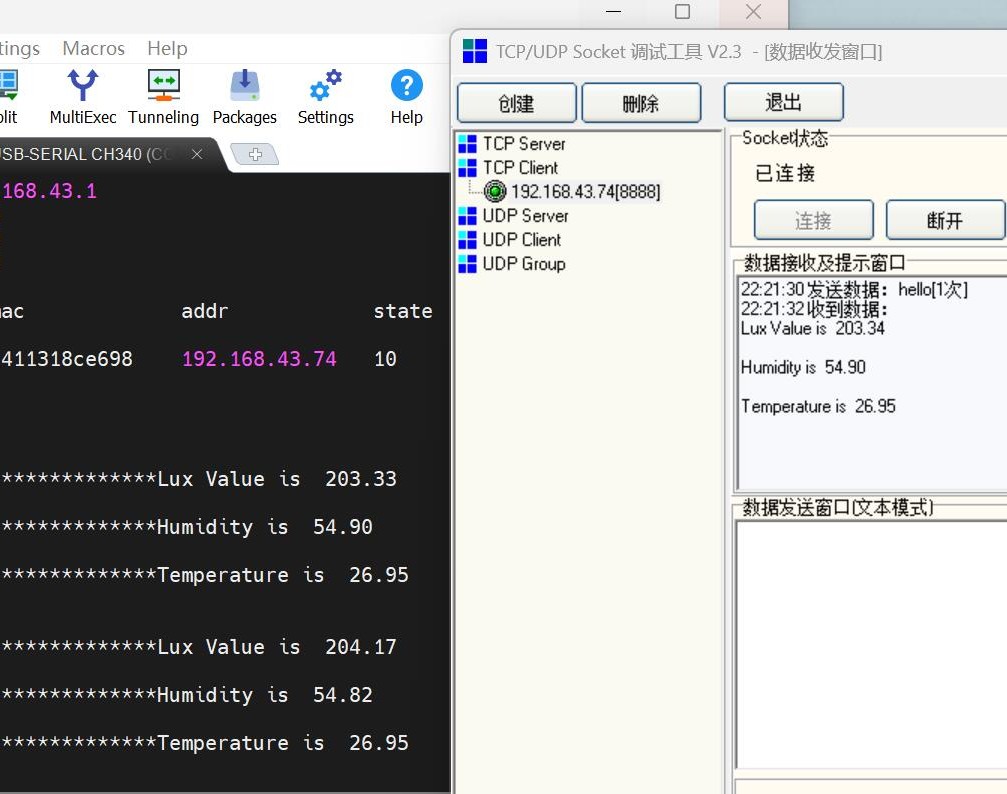 tings Macros Help
plit MultiExec Tunneling Packages Settings Help
USB-SERIAL CH340 (CO
168.43.1
mac addr state
411318ce698 192.168.43.74 10
*************Lux Value is 203.33
*************Humidity is 54.90
*************Temperature is 26.95
*************Lux Value is 204.17
*************Humidity is 54.82
*************Temperature is 26.95
TCP/UDP Socket 调试工具 V2.3 - [数据收发窗口]
创建 删除 退出
TCP Server
TCP Client
192.168.43.74[8888]
UDP Server
UDP Client
UDP Group
Socket状态
已连接
连接 断开
数据接收及提示窗口
22:21:30 发送数据：hello[1次]
22:21:32 收到数据：
Lux Value is 203.34
Humidity is 54.90
Temperature is 26.95
数据发送窗口(文本模式)